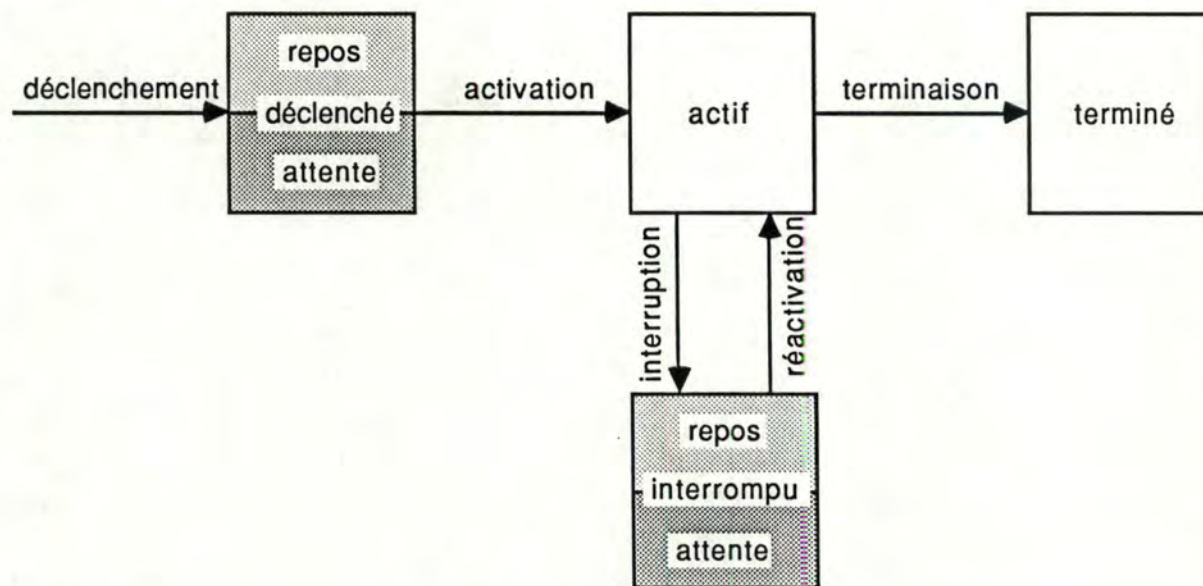 repos
déclenchement
déclenché
attente
activation
actif
terminaison
terminé
interruption
réactivation
repos
interrompu
attente